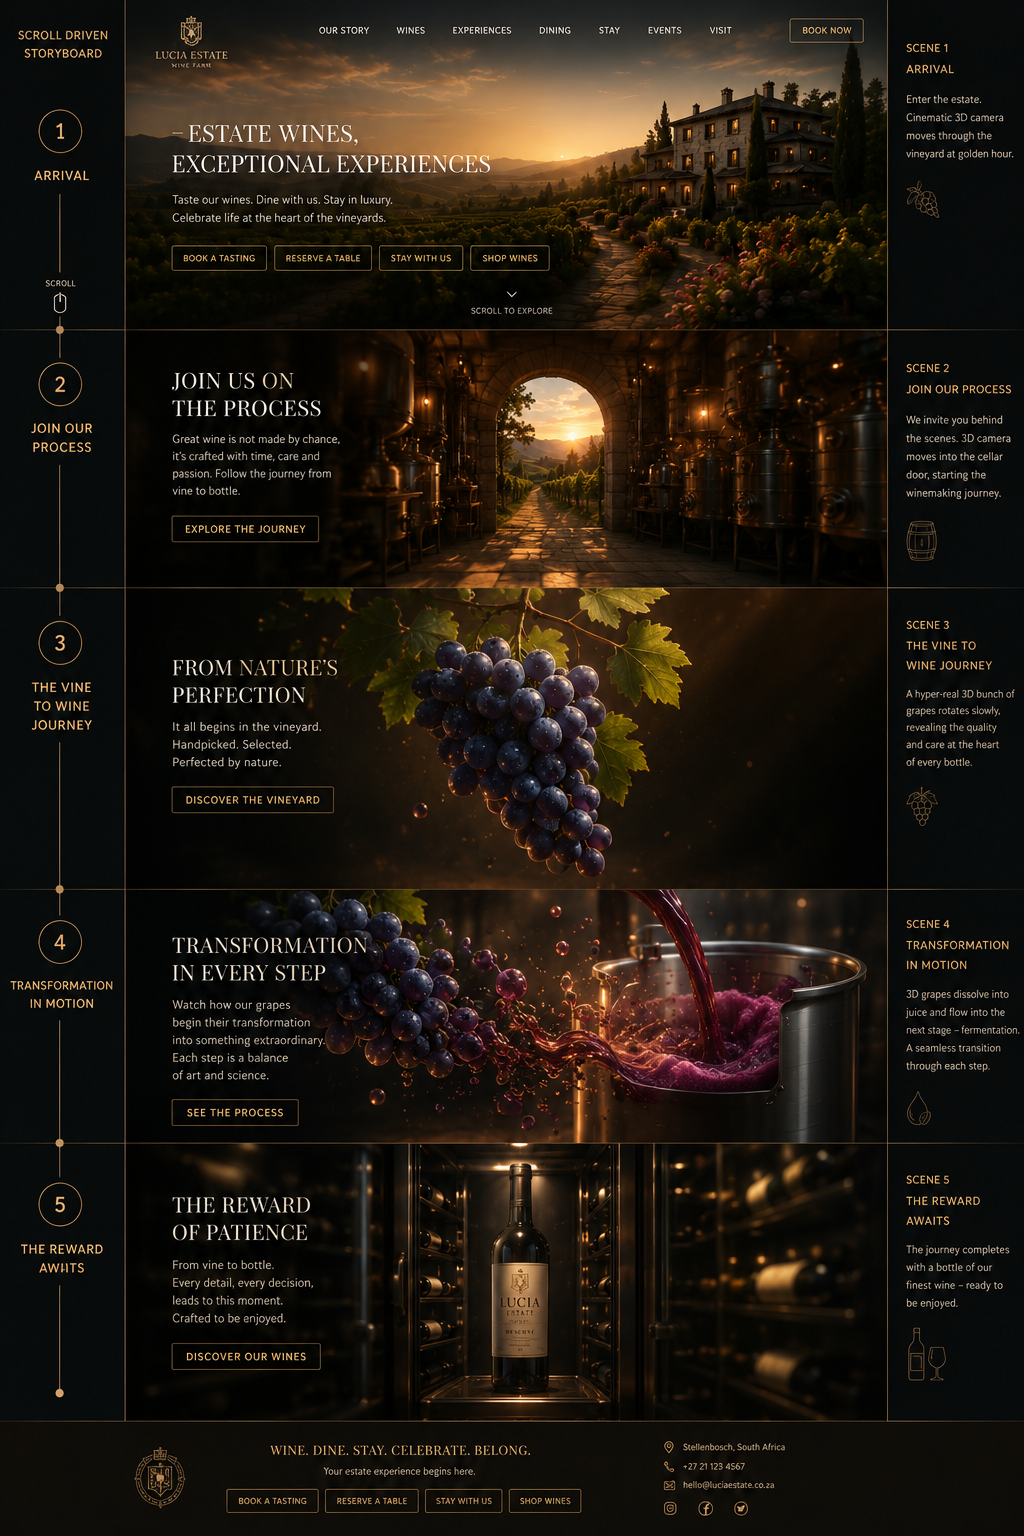 SCROLL DRIVEN
STORYBOARD
1
ARRIVAL
SCROLL
LUCIA ESTATE
WINE FARM
OUR STORY
WINES
EXPERIENCES
DINING
STAY
EVENTS
VISIT
BOOK NOW
– ESTATE WINES,
EXCEPTIONAL EXPERIENCES
Taste our wines. Dine with us. Stay in luxury.
Celebrate life at the heart of the vineyards.
BOOK A TASTING
RESERVE A TABLE
STAY WITH US
SHOP WINES
SCROLL TO EXPLORE
SCENE 1
ARRIVAL
Enter the estate.
Cinematic 3D camera
moves through the
vineyard at golden hour.
2
JOIN OUR
PROCESS
JOIN US ON
THE PROCESS
Great wine is not made by chance,
it's crafted with time, care and
passion. Follow the journey from
vine to bottle.
EXPLORE THE JOURNEY
SCENE 2
JOIN OUR PROCESS
We invite you behind
the scenes. 3D camera
moves into the cellar
door, starting the
winemaking journey.
3
THE VINE
TO WINE
JOURNEY
FROM NATURE'S
PERFECTION
It all begins in the vineyard.
Handpicked. Selected.
Perfected by nature.
DISCOVER THE VINEYARD
SCENE 3
THE VINE TO
WINE JOURNEY
A hyper-real 3D bunch of
grapes rotates slowly,
revealing the quality
and care at the heart
of every bottle.
4
TRANSFORMATION
IN MOTION
TRANSFORMATION
IN EVERY STEP
Watch how our grapes
begin their transformation
into something extraordinary.
Each step is a balance
of art and science.
SEE THE PROCESS
SCENE 4
TRANSFORMATION
IN MOTION
3D grapes dissolve into
juice and flow into the
next stage – fermentation.
A seamless transition
through each step.
5
THE REWARD
AWAITS
THE REWARD
OF PATIENCE
From vine to bottle.
Every detail, every decision,
leads to this moment.
Crafted to be enjoyed.
DISCOVER OUR WINES
LUCIA
ESTATE
RESERVE
SCENE 5
THE REWARD
AWAITS
The journey completes
with a bottle of our
finest wine – ready to
be enjoyed.
WINE. DINE. STAY. CELEBRATE. BELONG.
Your estate experience begins here.
BOOK A TASTING
RESERVE A TABLE
STAY WITH US
SHOP WINES
Stellenbosch, South Africa
+27 21 123 4567
hello@luciaestate.co.za